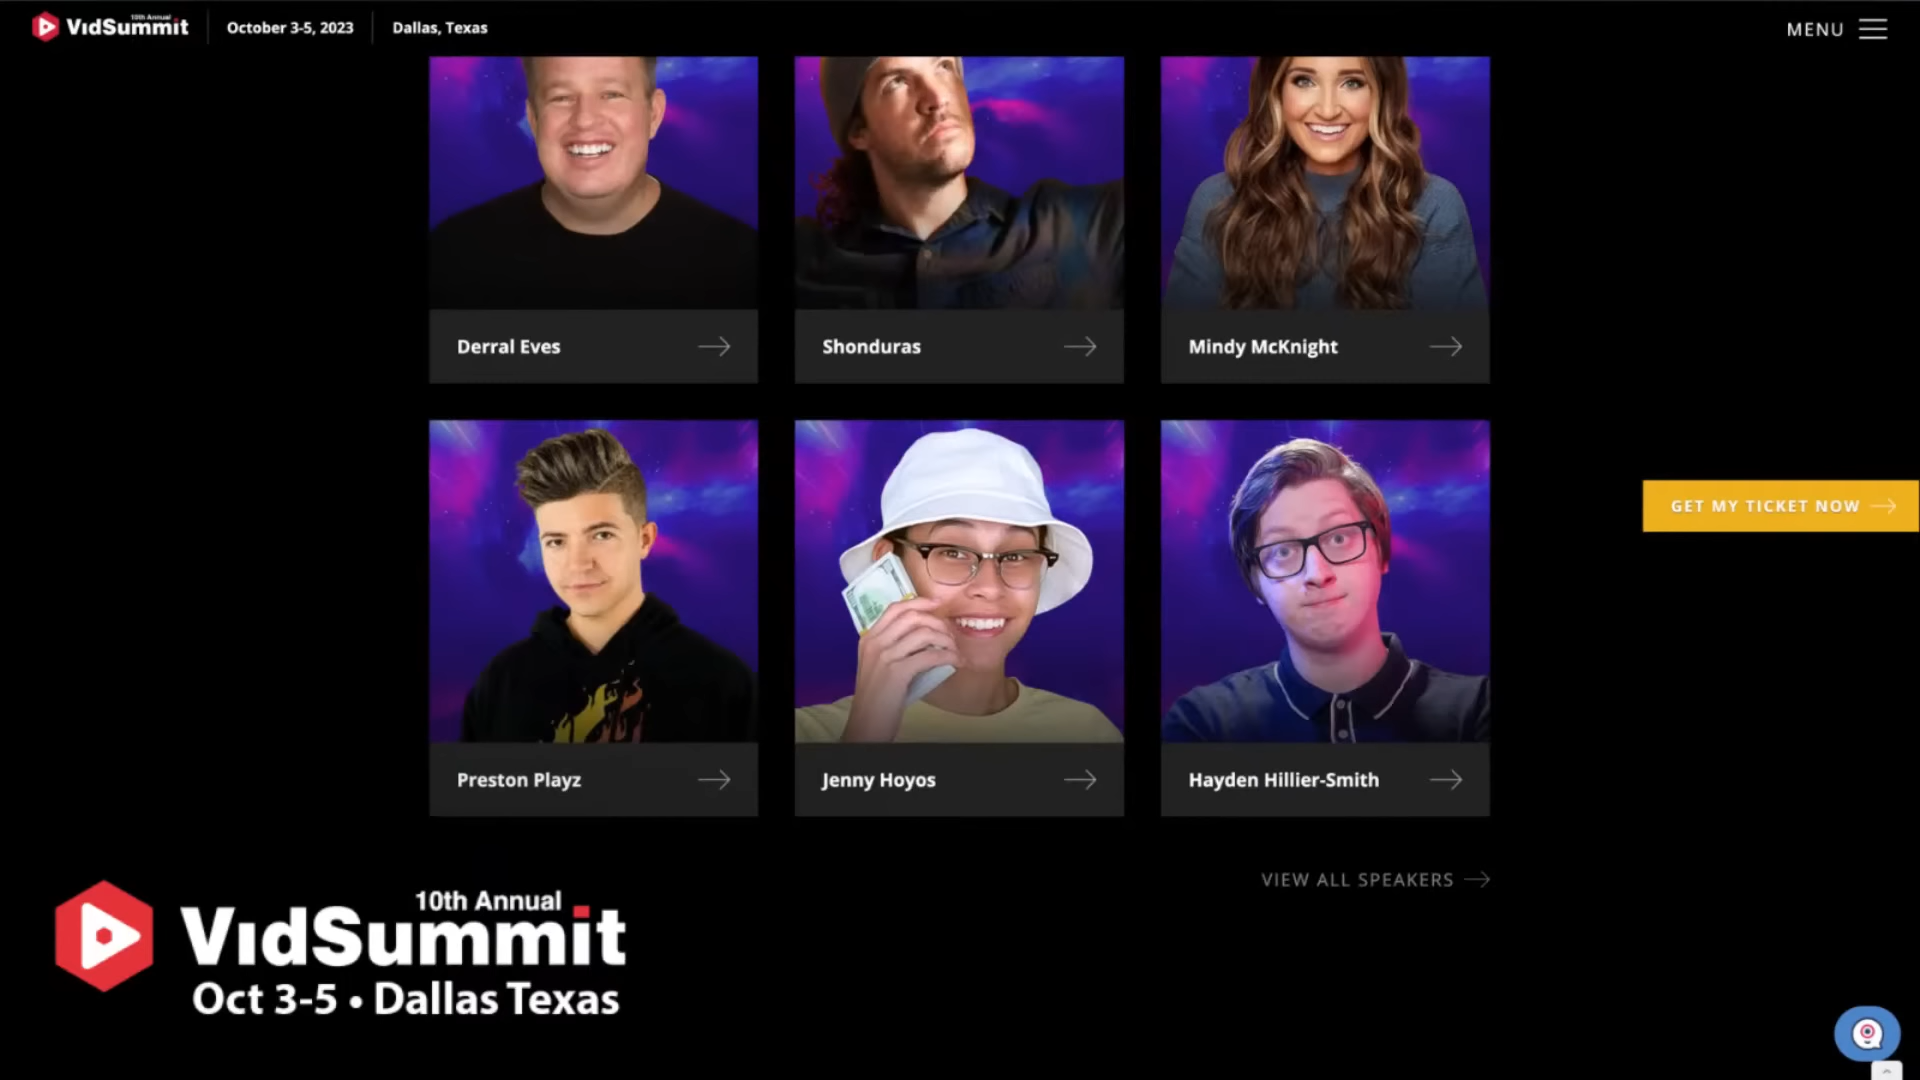 10th Annual
VidSummit
October 3-5, 2023
Dallas, Texas
MENU
Derral Eves
Shonduras
Mindy McKnight
GET MY TICKET NOW
Preston Playz
Jenny Hoyos
Hayden Hillier-Smith
VIEW ALL SPEAKERS
10th Annual
VidSummit
Oct 3-5 • Dallas Texas